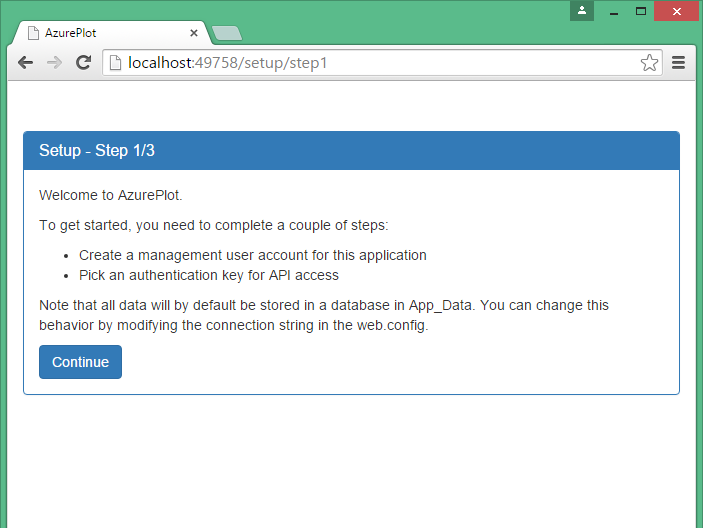 AzurePlot
localhost:49758/setup/step1
Setup - Step 1/3
Welcome to AzurePlot.
To get started, you need to complete a couple of steps:
Create a management user account for this application
Pick an authentication key for API access
Note that all data will by default be stored in a database in App_Data. You can change this
behavior by modifying the connection string in the web.config.
Continue